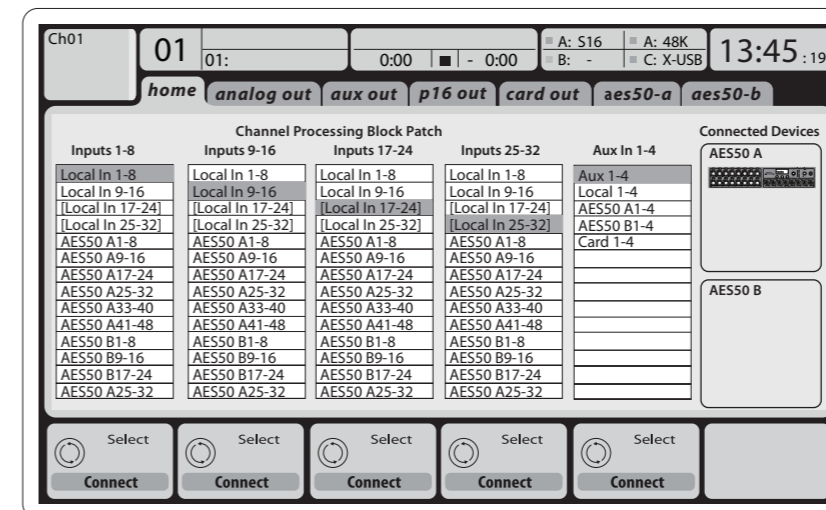 Ch01
01
01:
0:00 - 0:00
A: S16
B: -
A: 48K
C: X-USB
13:45 :19
home analog out aux out p16 out card out aes50-a aes50-b
Channel Processing Block Patch
Connected Devices
Inputs 1-8 Inputs 9-16 Inputs 17-24 Inputs 25-32 Aux In 1-4
AES50 A
Local In 1-8 Local In 1-8 Local In 1-8 Local In 1-8 Aux 1-4
Local In 9-16 Local In 9-16 Local In 9-16 Local In 9-16 Local 1-4
[Local In 17-24] [Local In 17-24] [Local In 17-24] [Local In 17-24] AES50 A1-4
[Local In 25-32] [Local In 25-32] [Local In 25-32] [Local In 25-32] AES50 B1-4
AES50 A1-8 AES50 A1-8 AES50 A1-8 AES50 A1-8 Card 1-4
AES50 A9-16 AES50 A9-16 AES50 A9-16 AES50 A9-16
AES50 A17-24 AES50 A17-24 AES50 A17-24 AES50 A17-24
AES50 A25-32 AES50 A25-32 AES50 A25-32 AES50 A25-32
AES50 B
AES50 A33-40 AES50 A33-40 AES50 A33-40 AES50 A33-40
AES50 A41-48 AES50 A41-48 AES50 A41-48 AES50 A41-48
AES50 B1-8 AES50 B1-8 AES50 B1-8 AES50 B1-8
AES50 B9-16 AES50 B9-16 AES50 B9-16 AES50 B9-16
AES50 B17-24 AES50 B17-24 AES50 B17-24 AES50 B17-24
AES50 A25-32 AES50 A25-32 AES50 A25-32 AES50 A25-32
Select Select Select Select Select
Connect Connect Connect Connect Connect